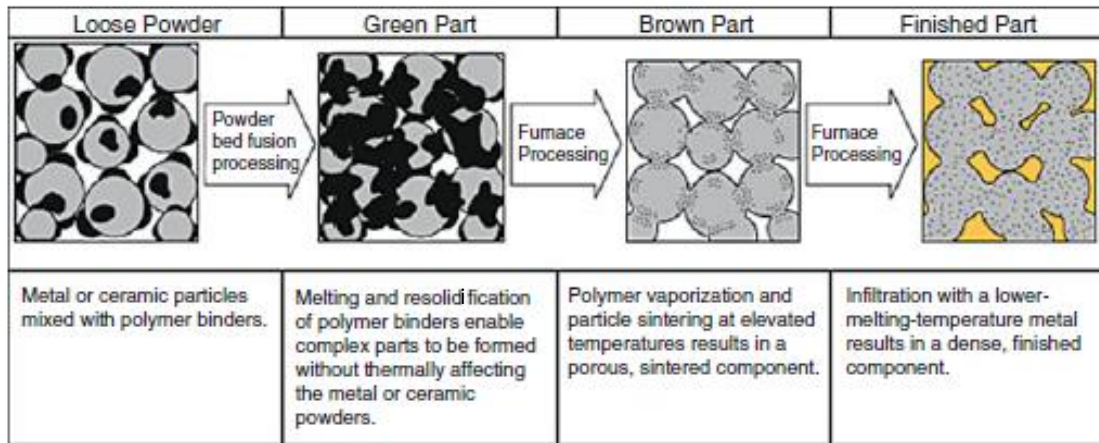 Loose Powder
Green Part
Brown Part
Finished Part
Powder
bed fusion
processing
Furnace
Processing
Furnace
Processing
Metal or ceramic particles
mixed with polymer binders.
Melting and resolidification
of polymer binders enable
complex parts to be formed
without thermally affecting
the metal or ceramic
powders.
Polymer vaporization and
particle sintering at elevated
temperatures results in a
porous, sintered component.
Infiltration with a lower-
melting-temperature metal
results in a dense, finished
component.